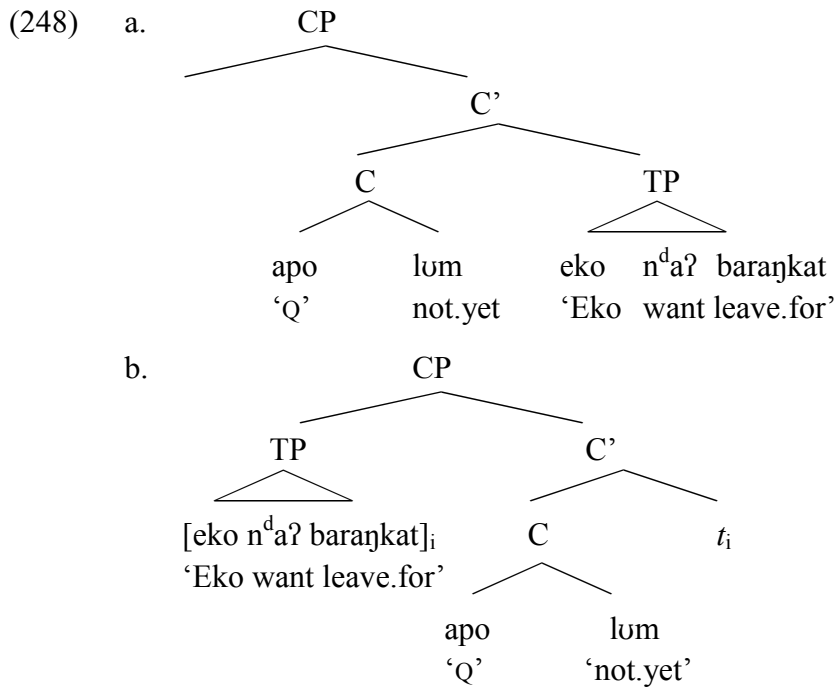 (248) a. CP
C’
C TP
apo lʊm eko nᵈaʔ baraŋkat
‘Q’ not.yet ‘Eko want leave.for’
b. CP
TP C’
[eko nᵈaʔ baraŋkat]ᵢ C tᵢ
‘Eko want leave.for’
apo lʊm
‘Q’ ‘not.yet’